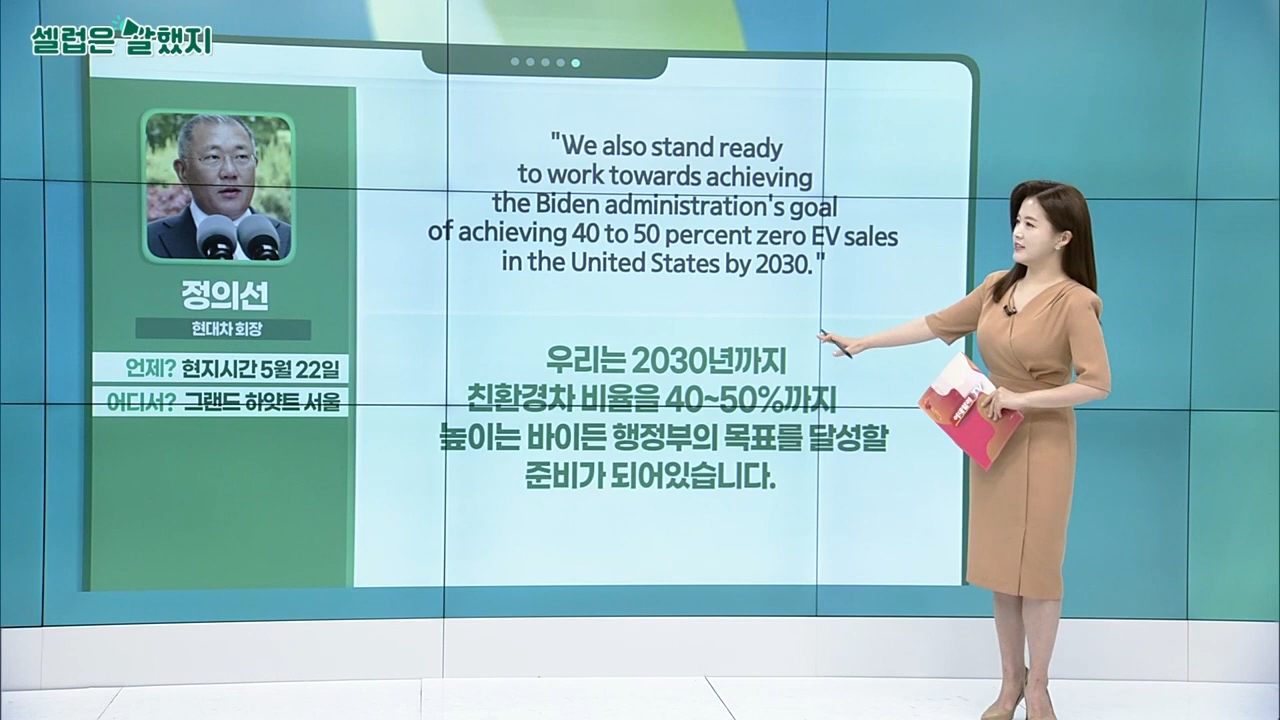 셀럽은 말했지
"We also stand ready
to work towards achieving
the Biden administration's goal
of achieving 40 to 50 percent zero EV sales
in the United States by 2030."
정의선
현대차 회장
언제? 현지시간 5월 22일
어디서? 그랜드 하얏트 서울
우리는 2030년까지
친환경차 비율을 40~50%까지
높이는 바이든 행정부의 목표를 달성할
준비가 되어있습니다.